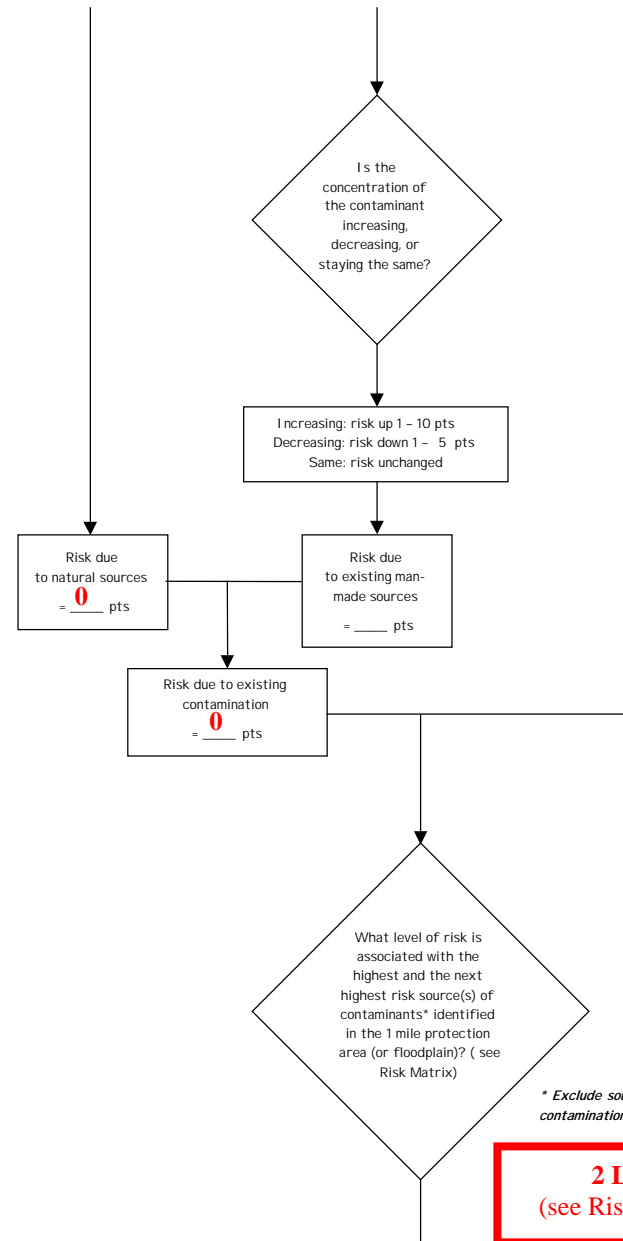 Is the
concentration of
the contaminant
increasing,
decreasing, or
staying the same?
Increasing: risk up 1 – 10 pts
Decreasing: risk down 1 – 5 pts
Same: risk unchanged
Risk due
to natural sources
= 0 pts
Risk due
to existing man-
made sources
= ____ pts
Risk due to existing
contamination
= 0 pts
What level of risk is
associated with the
highest and the next
highest risk source(s) of
contaminants* identified
in the 1 mile protection
area (or floodplain)? ( see
Risk Matrix)
* Exclude
contamination
2
(see